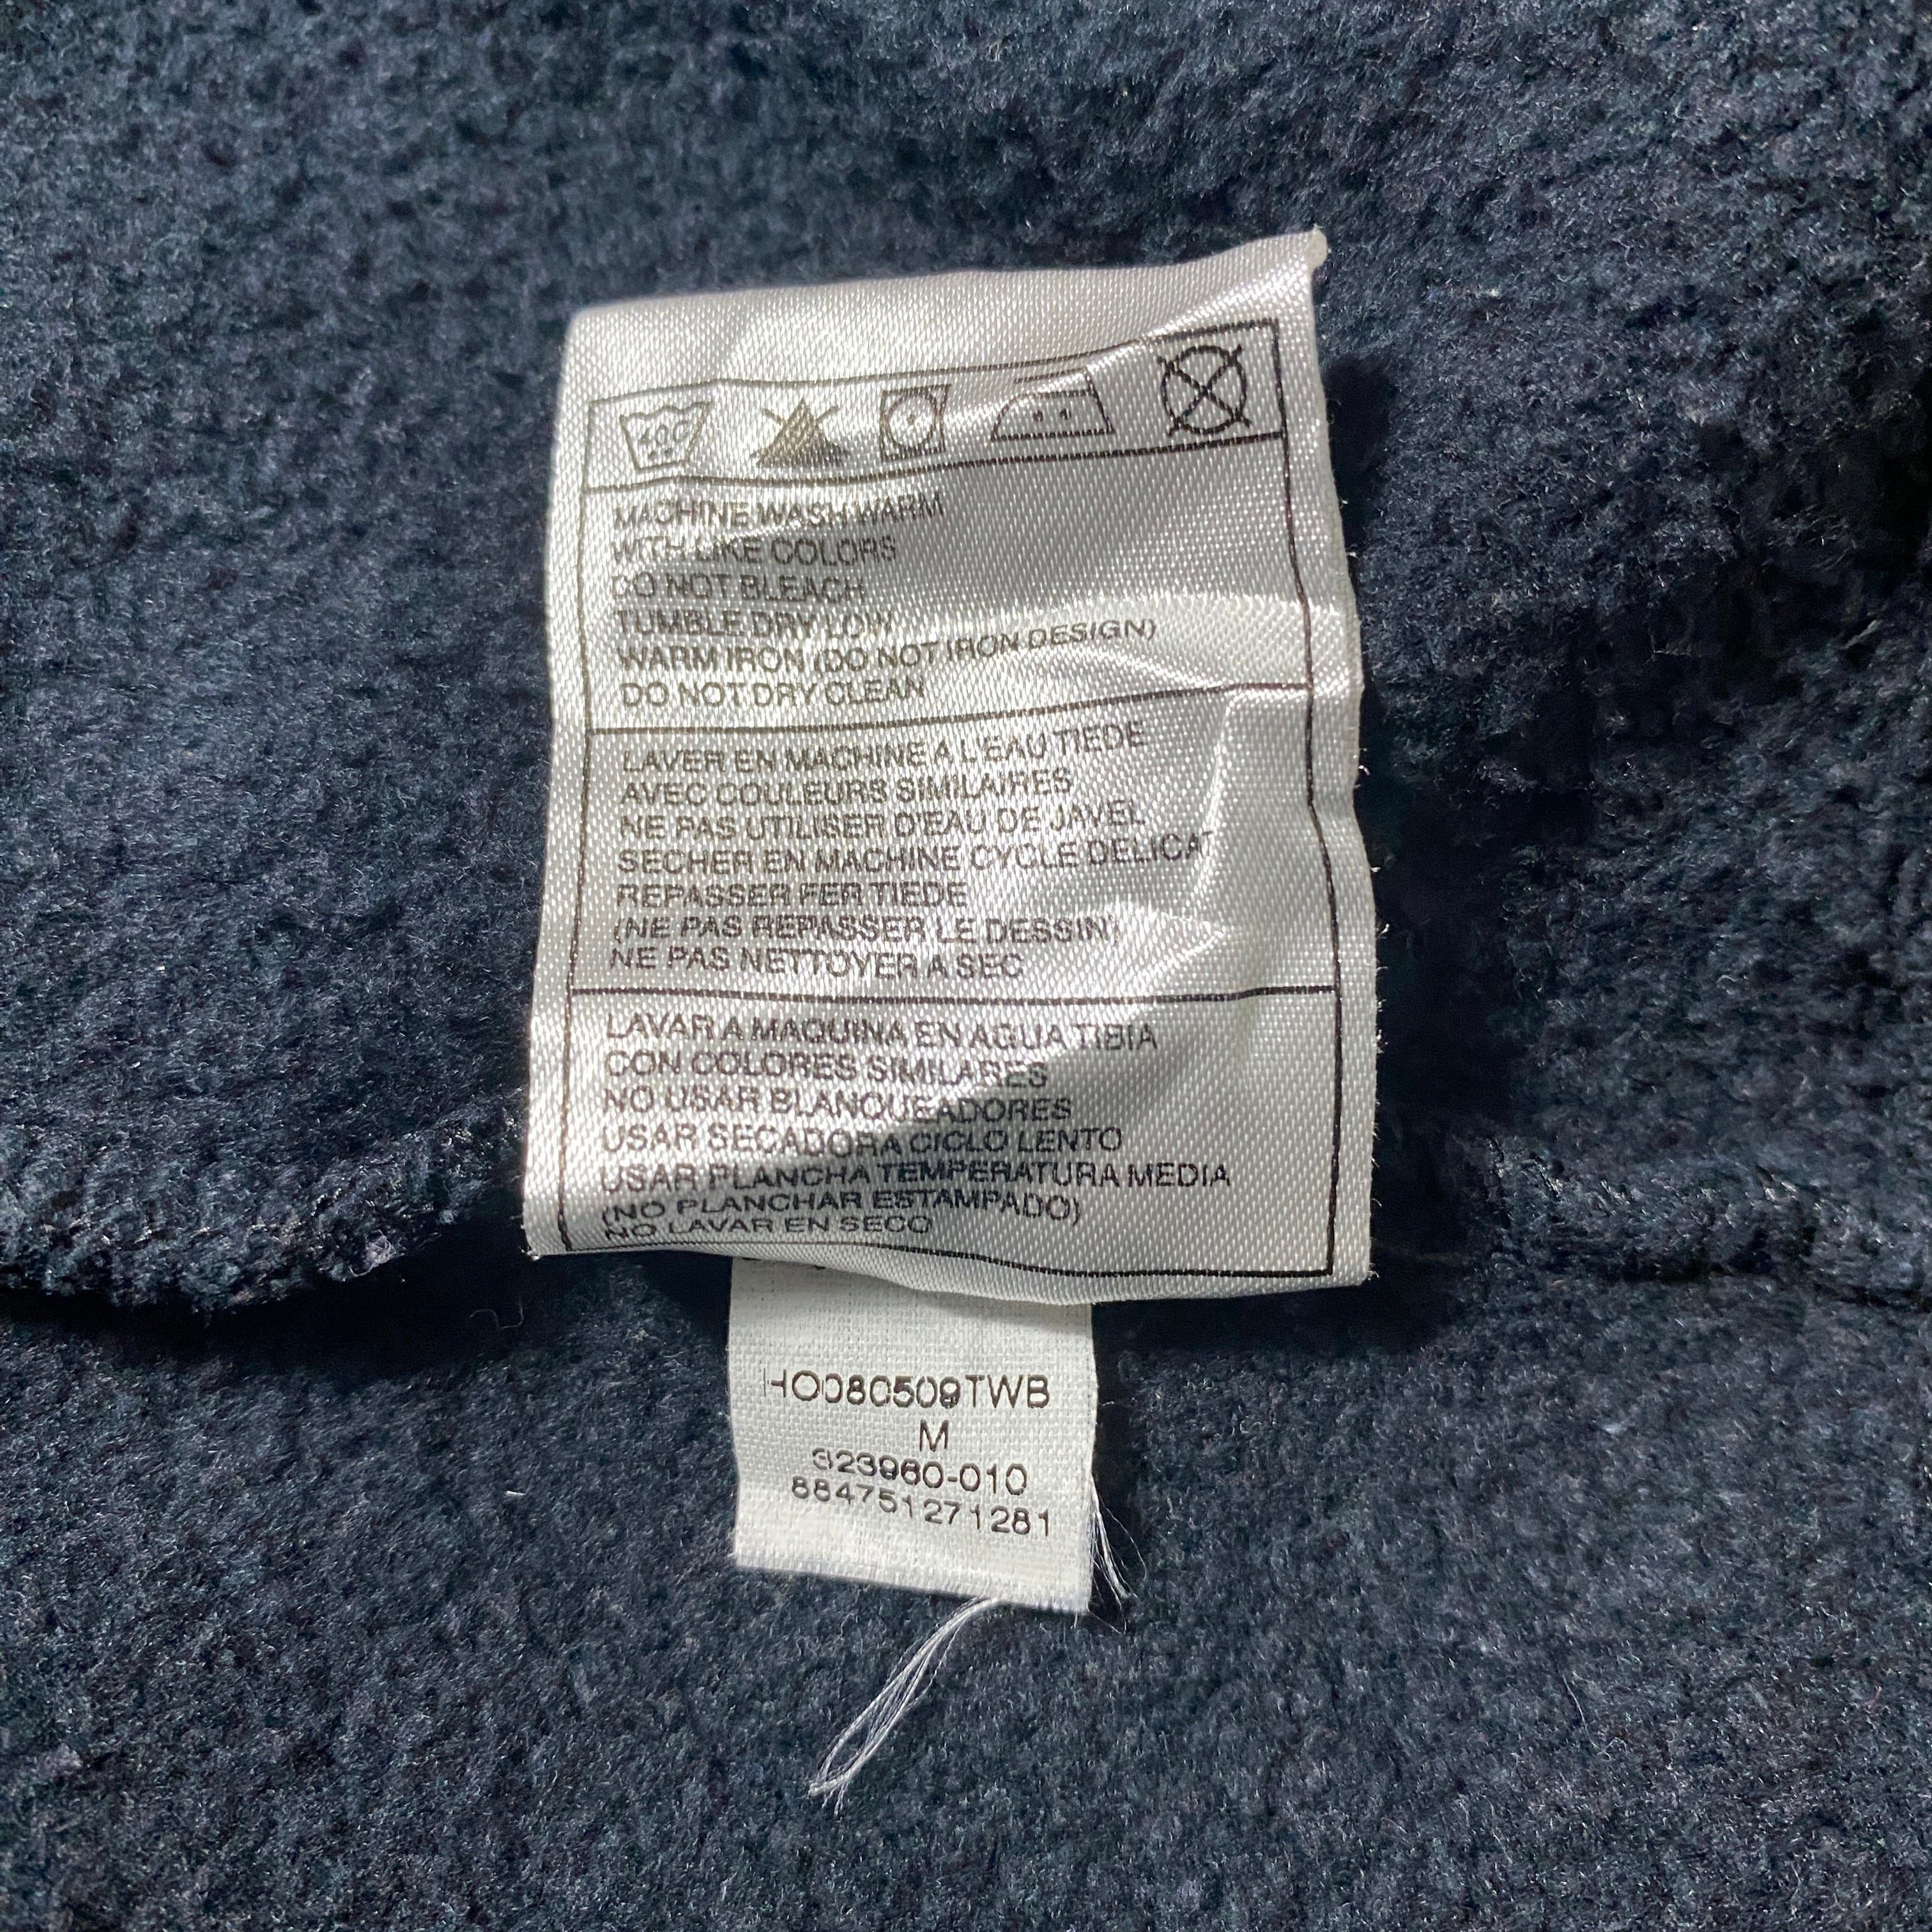 40C
MACHINE WASH WARM
WITH LIKE COLORS
DO NOT BLEACH
TUMBLE DRY LOW
WARM IRON (DO NOT IRON DESIGN)
DO NOT DRY CLEAN
LAVER EN MACHINE A L'EAU TIEDE
AVEC COULEURS SIMILAIRES
NE PAS UTILISER D'EAU DE JAVEL
SECHER EN MACHINE CYCLE DELICAT
REPASSER FER TIEDE
(NE PAS REPASSER LE DESSIN)
NE PAS NETTOYER A SEC
LAVAR A MAQUINA EN AGUA TIBIA
CON COLORES SIMILARES
NO USAR BLANQUEADORES
USAR SECADORA CICLO LENTO
USAR PLANCHA TEMPERATURA MEDIA
(NO PLANCHAR ESTAMPADO)
NO LAVAR EN SECO
HO080509TWB
M
323960-010
884751271281